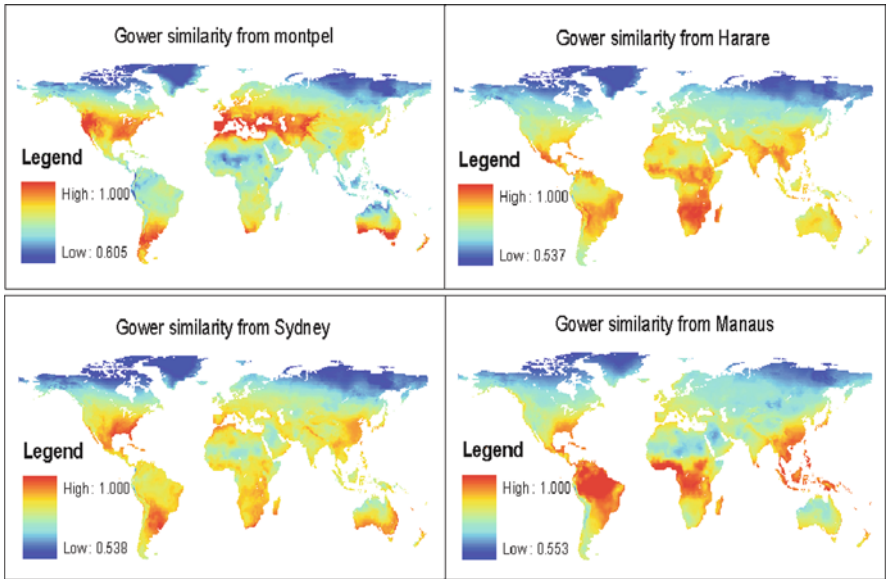 Gower similarity from montpel
Legend
High : 1.000
Low : 0.605
Gower similarity from Harare
Legend
High : 1.000
Low : 0.537
Gower similarity from Sydney
Legend
High : 1.000
Low : 0.538
Gower similarity from Manaus
Legend
High : 1.000
Low : 0.553